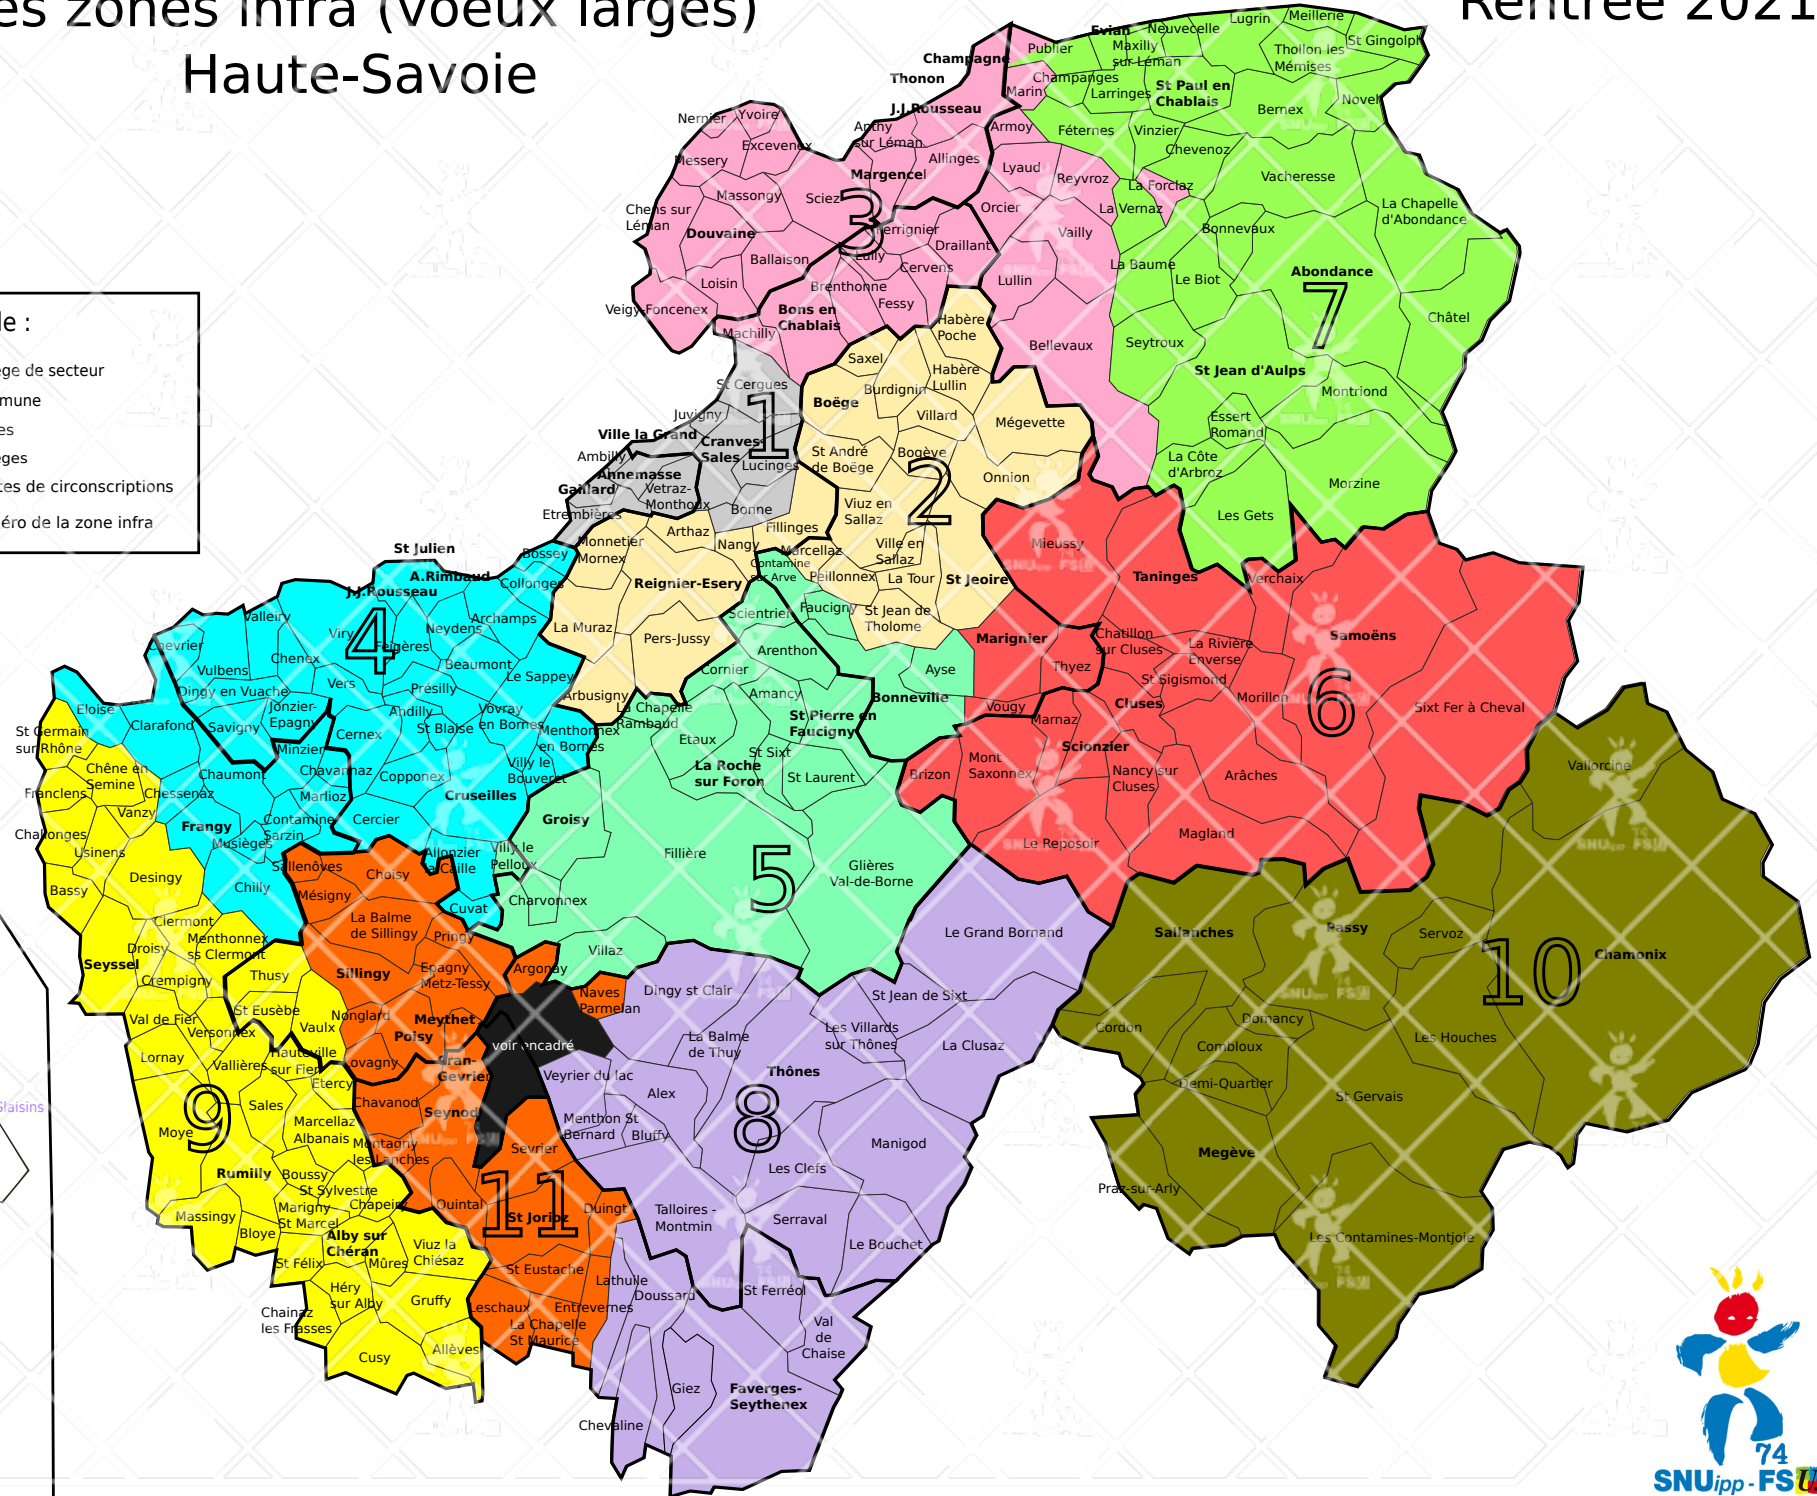 es zones infra (voeux larges)
Haute-Savoie
Rentrée 2021
de :
ège de secteur
mune
es
èges
tes de circonscriptions
éro de la zone infra
Glaisins
Evian
Neuvecelle
Lugrin
Meillerie
St Gingolph
Publier
Maxilly
sur Léman
Thollon les
Mémises
Champagne
Thonon
J.J.Rousseau
Marin
Champanges
Larringes
St Paul en
Chablais
Bernex
Novel
Nernier
Yvoire
Anthy
sur Léman
Armoy
Féternes
Vinzier
Chevenoz
Messery
Excevenex
Allinges
Margencel
Lyaud
Reyvroz
La Forclaz
Vacheresse
Massongy
Sciez
3
Orcier
La Vernaz
La Chapelle
d'Abondance
Chens sur
Léman
Douvaine
Perrignier
Draillant
Vailly
Bonnevaux
Ballaison
Lully
Cervens
La Baume
Le Biot
Abondance
7
Loisin
Brenthonne
Fessy
Lullin
Châtel
Veigy-Foncenex
Bons en
Chablais
Machilly
Habère
Poche
Bellevaux
Seytroux
St Jean d'Aulps
Montriond
St Cergues
1
Saxel
Habère
Lullin
Burdignin
Boëge
Villard
Mégevette
Essert
Romand
Juvigny
Ville la Grand
Cranves-
Sales
Lucinges
Ambilly
Annemasse
Gaillard
Vetraz-
Monthoux
St André
de Boëge
Bogève
2
Onnion
La Côte
d'Arbroz
Morzine
Etrembières
Bonne
Viuz en
Sallaz
Les Gets
Fillinges
Arthaz
Nangy
Monnetier
Mornex
Marcellaz
Ville en
Sallaz
Mieussy
Contamine
sur Arve
Peillonnex
La Tour
St Jeoire
Taninges
Verchaix
Reignier-Esery
Faucigny
St Jean de
Tholome
Scientrier
La Muraz
Pers-Jussy
St Julien
Bossey
A.Rimbaud
J.J.Rousseau
Collonges
Archamps
Valleiry
Viry
4
Neydens
Feigères
Chevrier
Chenex
Beaumont
Vulbens
Le Sappey
Vers
Présilly
Dingy en Vuache
Arbusigny
Jonzier-
Epagny
Savigny
Andilly
St Blaise
Vovray
en Bornes
Menthonnex
en Bornes
Cernex
Eloise
Clarafond
Minzier
Chavannaz
Copponex
Villy le
Bouveret
Cruseilles
Chaumont
Chessenaz
Marlioz
Contamine
Sarzin
Cercier
Frangy
Musièges
Allonzier
la Caille
Villy le
Pelloux
Chilly
Cuvat
Arenthon
Cornier
Amancy
La Chapelle
Rambaud
Etaux
St Pierre en
Faucigny
St Sixt
La Roche
sur Foron
St Laurent
Ayse
Bonneville
Groisy
Fillière
5
Glières
Val-de-Borne
Charvonnex
Villaz
Marignier
Thyez
Chatillon
sur Cluses
La Rivière
Enverse
St Sigismond
Samoëns
6
Morillon
Sixt Fer à Cheval
Vougy
Marnaz
Cluses
Scionzier
Mont
Saxonnex
Nancy sur
Cluses
Arâches
Brizon
Magland
Le Reposoir
St Germain
sur Rhône
Chêne en
Semine
Franclens
Vanzy
Challonges
Usinens
Desingy
Bassy
Clermont
Menthonnex
ss Clermont
Droisy
Seyssel
Crempigny
Thusy
St Eusèbe
Val de Fier
Versonnex
Vaulx
Hauteville
sur Fier
Lornay
Vallières
Etercy
9
Sales
Moye
Marcellaz
Albanais
Rumilly
Boussy
St Sylvestre
Marigny
St Marcel
Chapeiry
Massingy
Bloye
Alby sur
Chéran
St Félix
Mûres
Viuz la
Chiésaz
Héry
sur Alby
Gruffy
Chainaz
les Frasses
Cusy
Allèves
Sallenôves
Choisy
Mésigny
La Balme
de Sillingy
Pringy
Sillingy
Epagny
Metz-Tessy
Argonay
Naves
Parmelan
Nonglard
Meythet
Poisy
voir encadré
Lovagny
Cran-
Gevrier
Chavanod
Seynod
Montagny
les Lanches
Sevrier
Quintal
11
St Jorioz
Duingt
St Eustache
Leschaux
Entrevernes
La Chapelle
St Maurice
Dingy st Clair
Le Grand Bornand
St Jean de Sixt
La Balme
de Thuy
Les Villards
sur Thônes
La Clusaz
Thônes
Veyrier du lac
Alex
8
Menthon St
Bernard
Bluffy
Manigod
Les Clefs
Talloires -
Montmin
Serraval
Le Bouchet
Lathuile
Doussard
St Ferréol
Val
de
Chaise
Giez
Faverges-
Seythenex
Chevaline
Vallorcine
Sallanches
Passy
Servoz
10
Chamonix
Cordon
Domancy
Combloux
Les Houches
Demi-Quartier
St Gervais
Megève
Praz-sur-Arly
Les Contamines-Montjoie
74
SNUipp - FSU